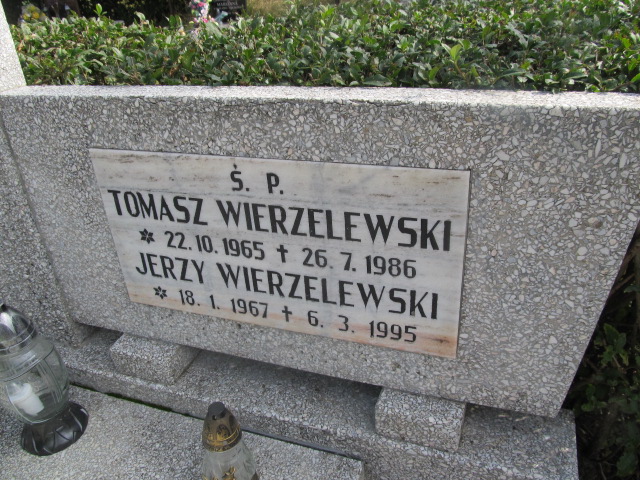 Ś. P.
TOMASZ WIERZELEWSKI
* 22.10.1965 ✝ 26.7.1986
JERZY WIERZELEWSKI
* 18.1.1967 ✝ 6.3.1995